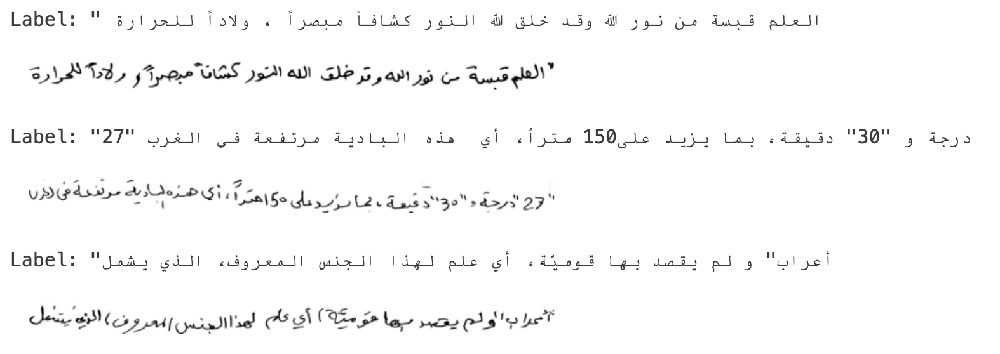 Label: " العلم قبسة من نور الله وقد خلق الله النور كشافاً مبصراً ، ولاداً للحرارة
"العلم قبسة من نور الله وقد خلق الله النور كشافاً مبصراً، ولاداً للحرارة
Label: "27" درجة و "30" دقيقة، بما يزيد على150 متراً، أي  هذه البادية مرتفعة في الغرب
"27" درجة و "30" دقيقة، بما يزيد على 150 متراً، أي هذه البادية مرتفعة في الغرب
Label: "أعراب" و لم يقصد بها قوميّة، أي علم لهذا الجنس المعروف، الذي يشمل
"أعراب" و لم يقصد بها قوميّة، أي علم لهذا الجنس المعروف، الذي يشمل